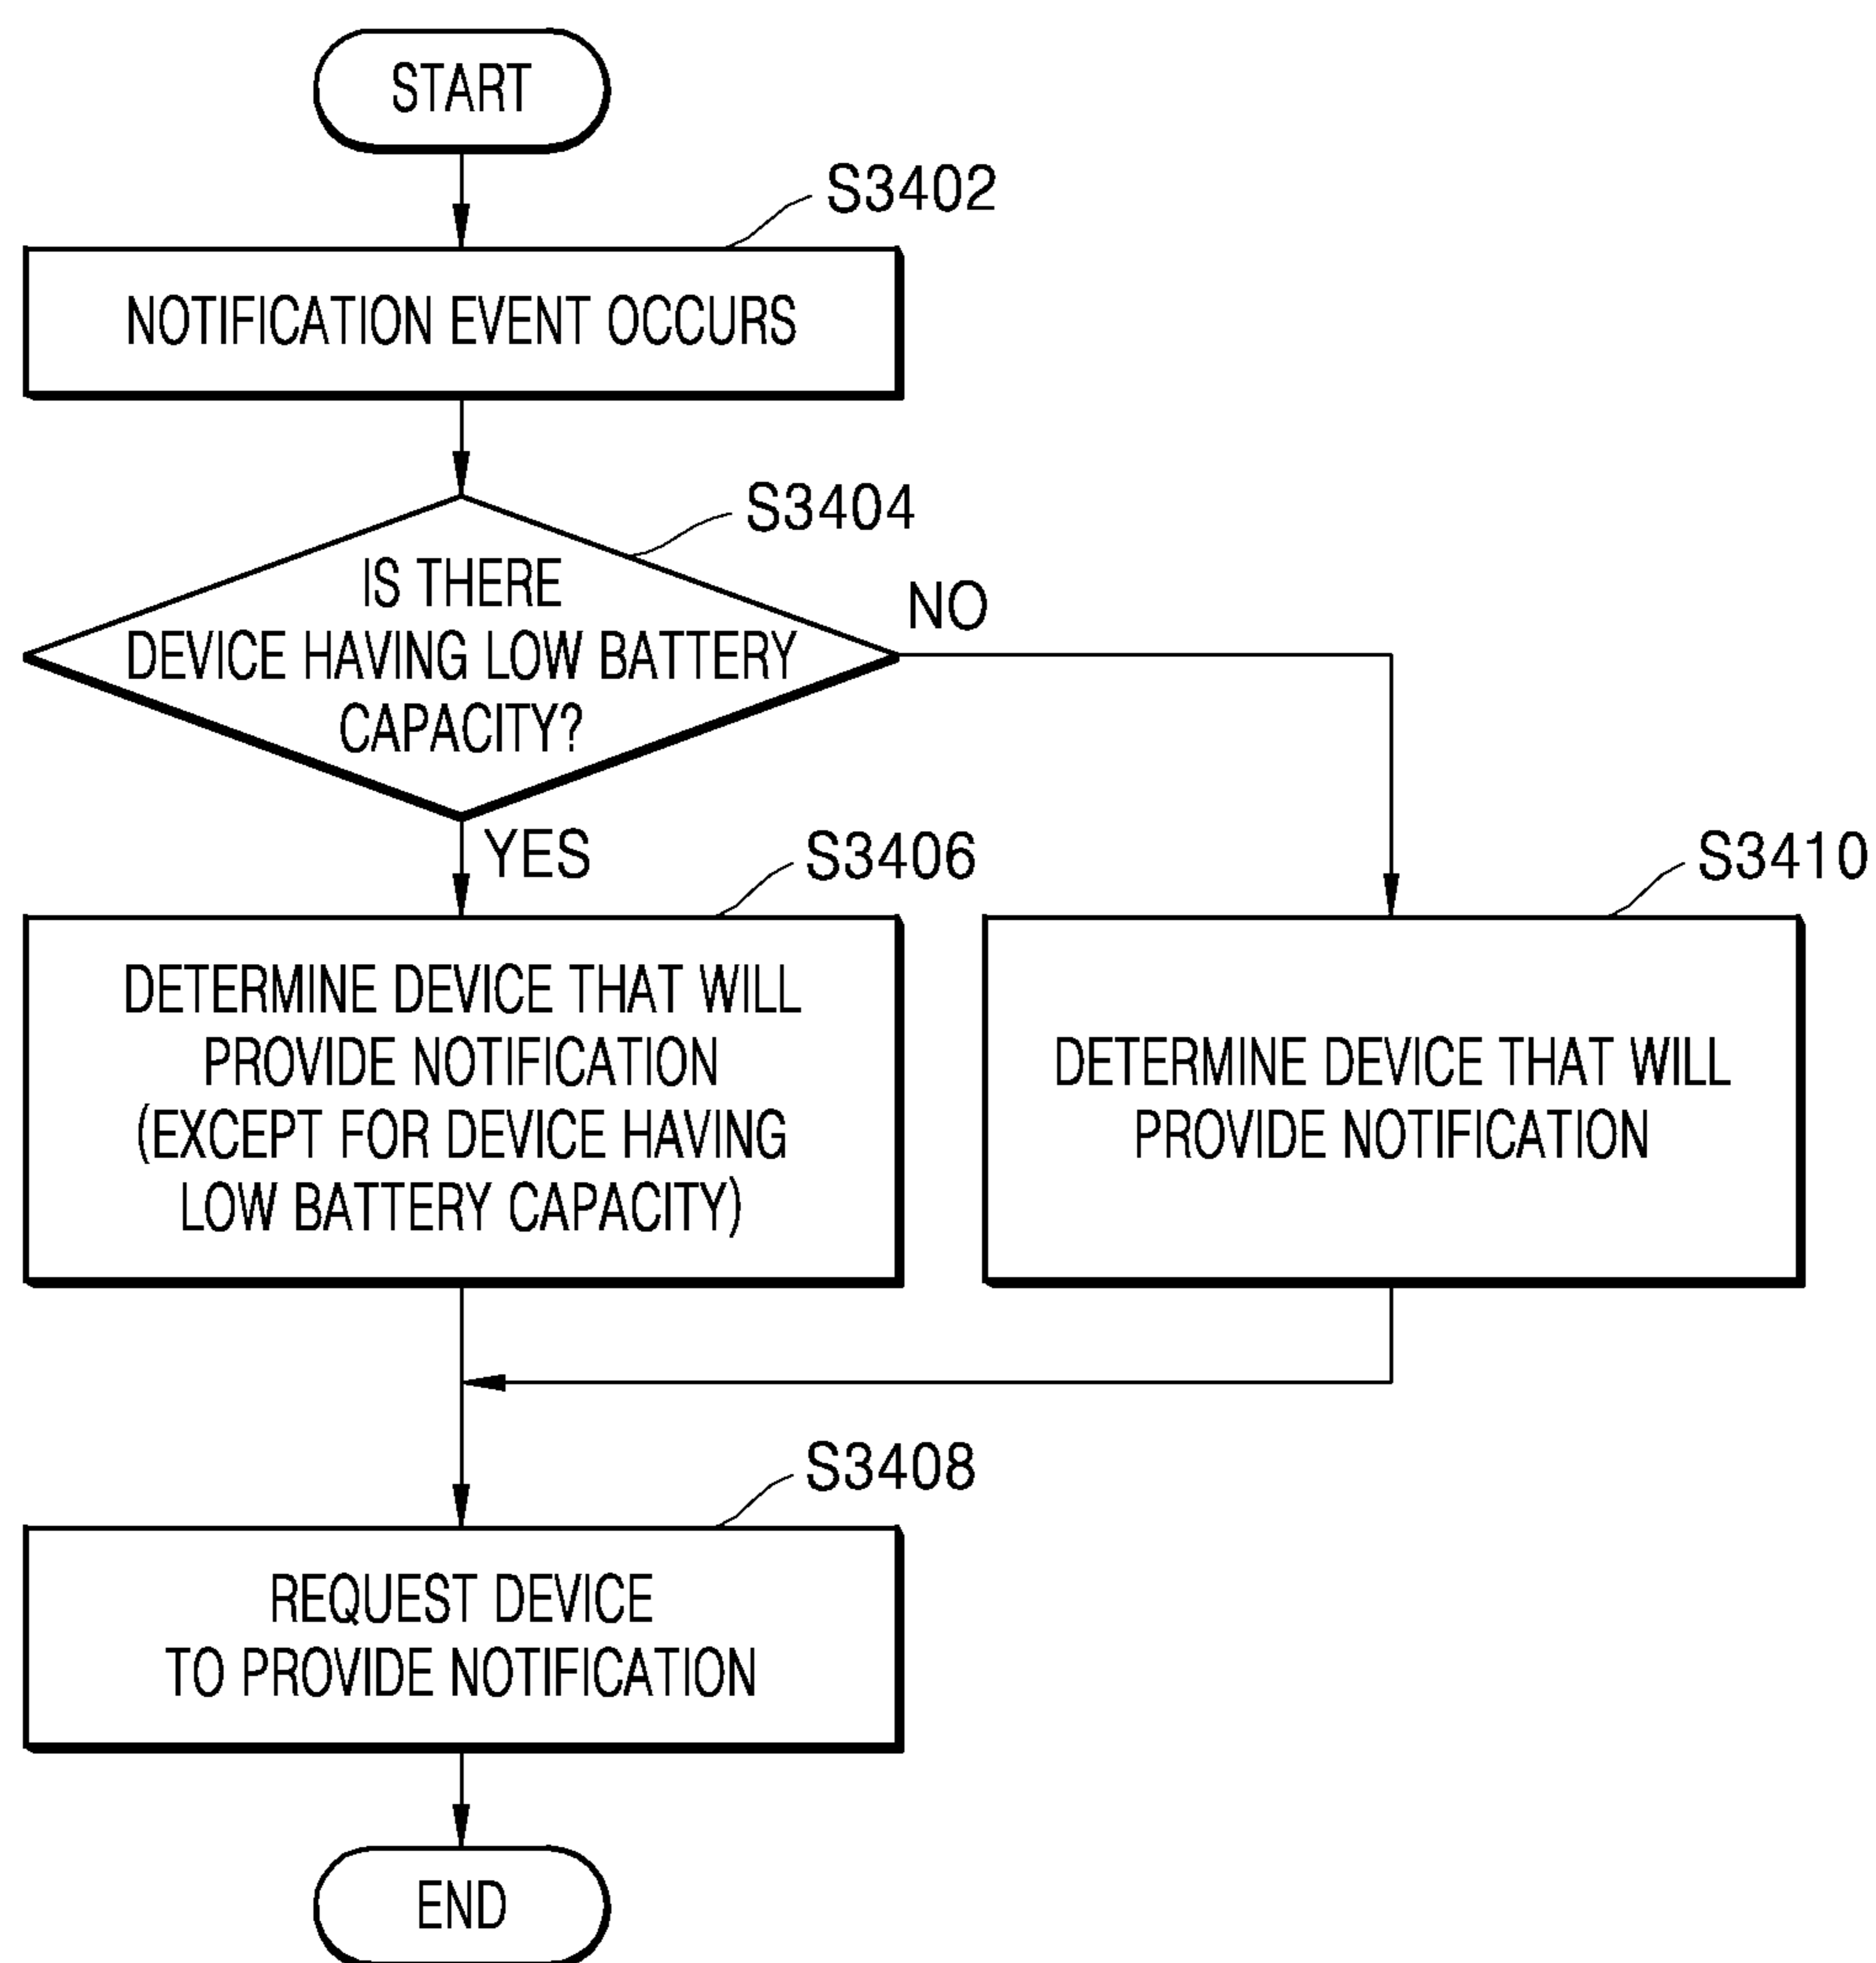 START
S3402
NOTIFICATION EVENT OCCURS
S3404
IS THERE
DEVICE HAVING LOW BATTERY
CAPACITY?
NO
YES
S3406
DETERMINE DEVICE THAT WILL
PROVIDE NOTIFICATION
(EXCEPT FOR DEVICE HAVING
LOW BATTERY CAPACITY)
S3410
DETERMINE DEVICE THAT WILL
PROVIDE NOTIFICATION
S3408
REQUEST DEVICE
TO PROVIDE NOTIFICATION
END